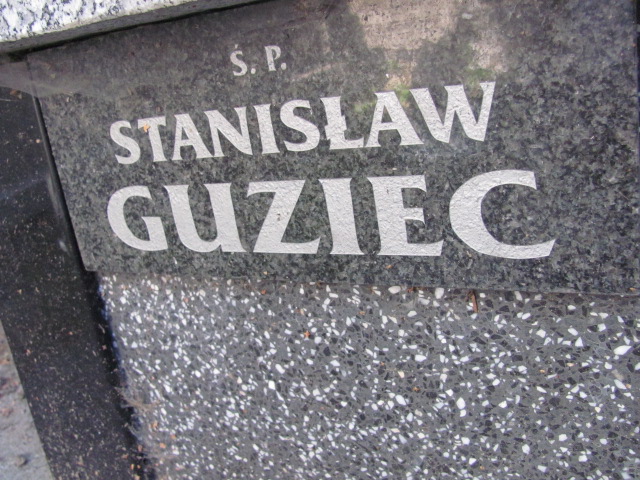 Ś. P.
STANISŁAW
GUZIEC